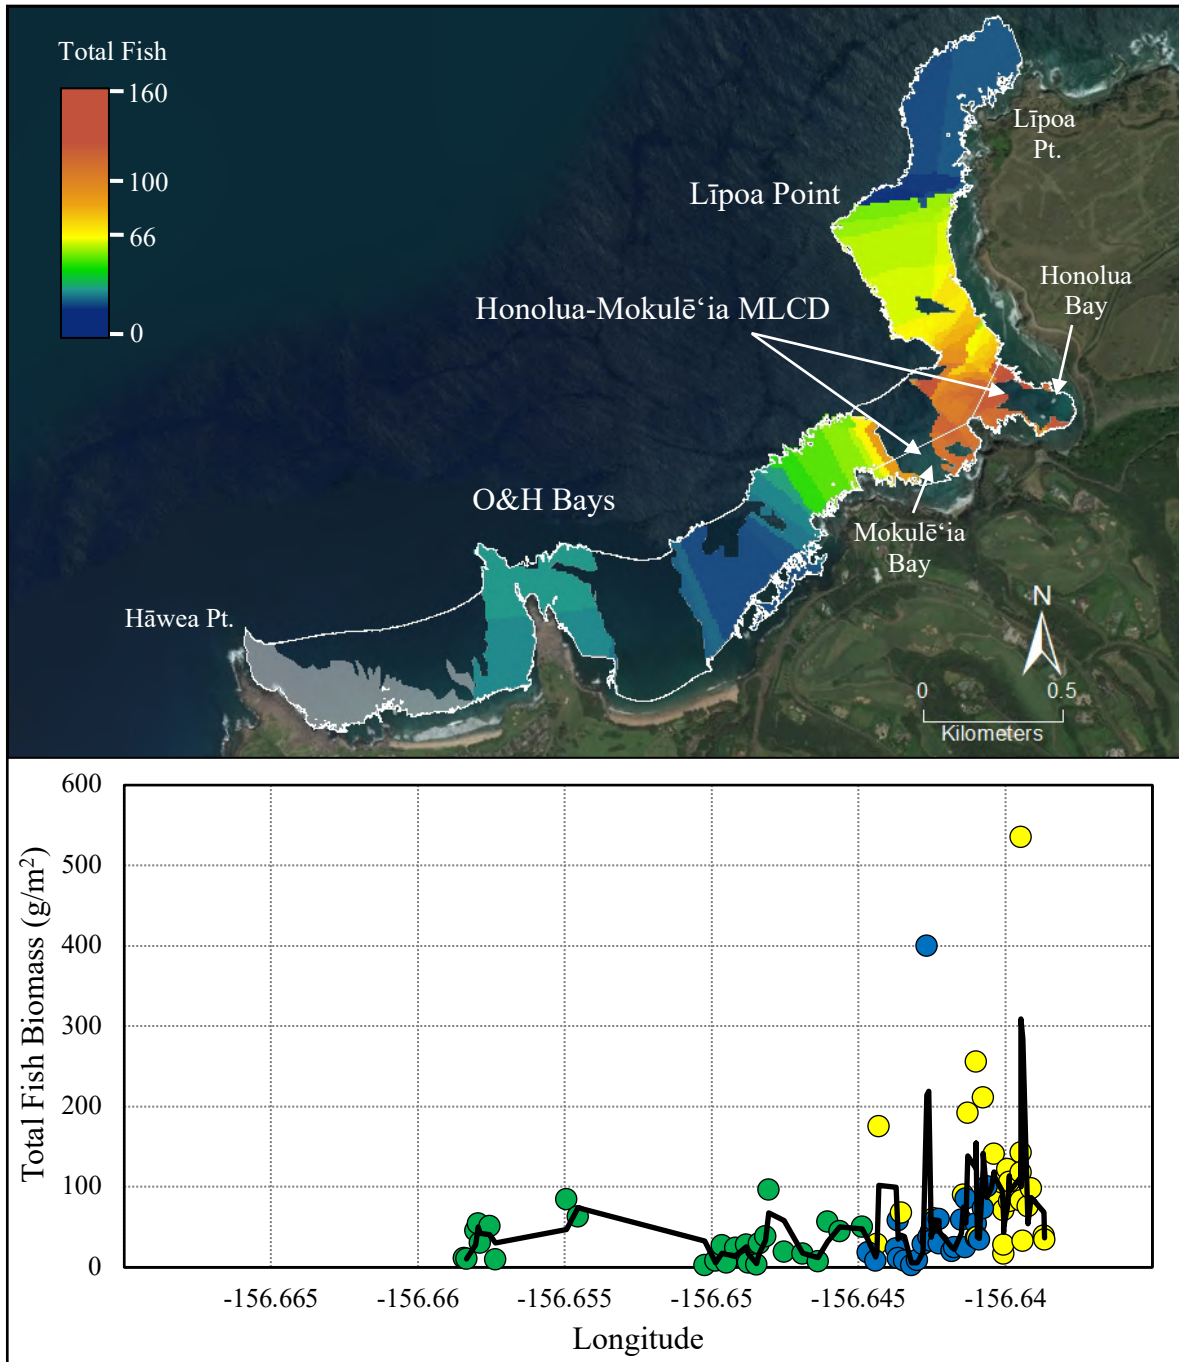 Total Fish
160
100
66
0
Līpoa
Pt.
Līpoa Point
Honolua
Bay
Honolua-Mokulēʻia MLCD
O&H Bays
Mokulēʻia
Bay
Hāwea Pt.
N
0 0.5
Kilometers
600
500
400
300
200
100
0
Total Fish Biomass (g/m²)
-156.665 -156.66 -156.655 -156.65 -156.645 -156.64
Longitude